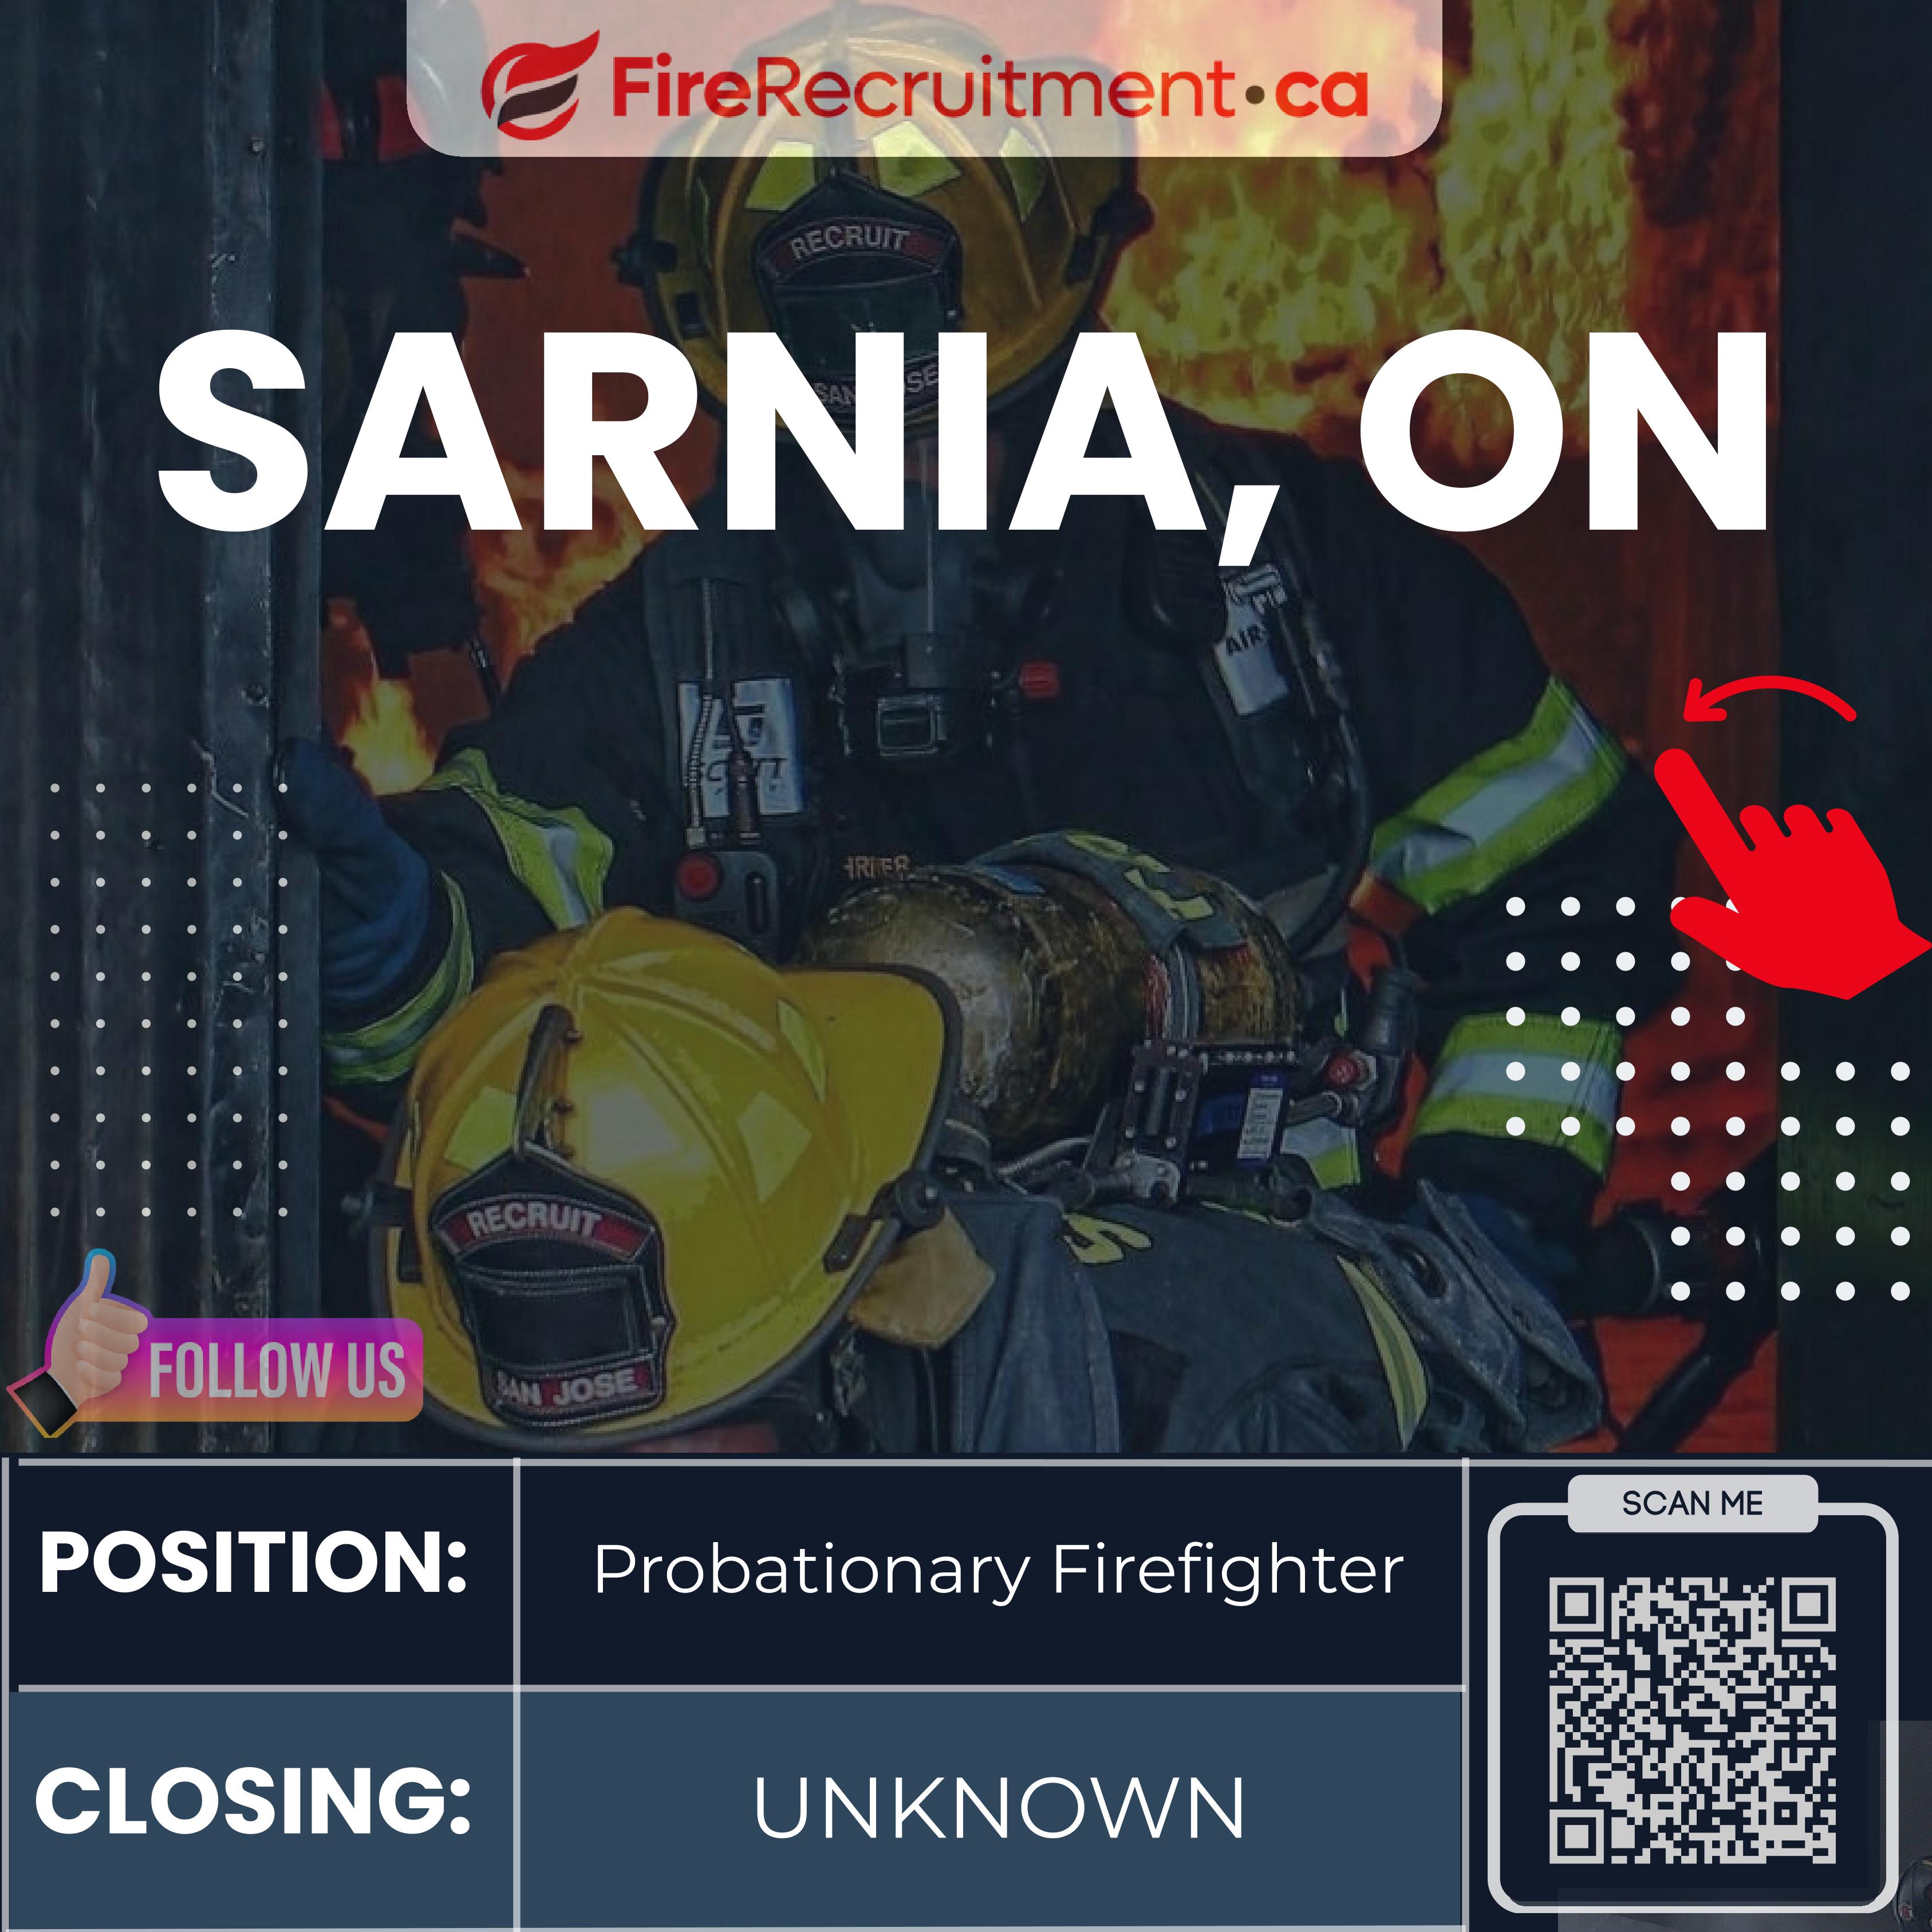 FireRecruitment.ca
RECRUIT
SARNIA, ON
AIR
RECRUIT
SAN JOSE
FOLLOW US
POSITION:
Probationary Firefighter
SCAN ME
CLOSING:
UNKNOWN